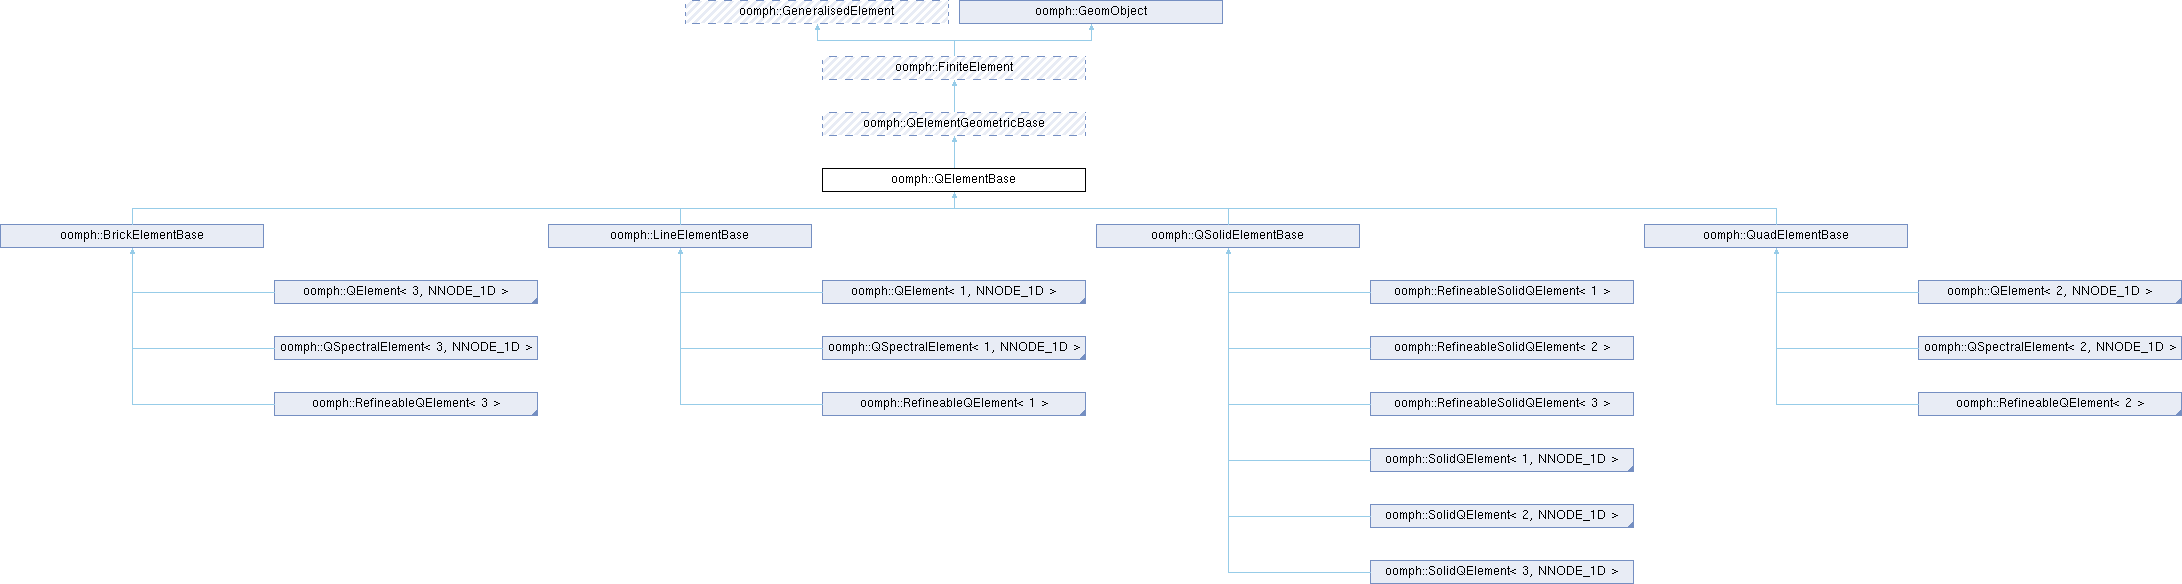 oomph::GeneralisedElement
oomph::GeomObject
oomph::FiniteElement
oomph::QElementGeometricBase
oomph::QElementBase
oomph::BrickElementBase
oomph::LineElementBase
oomph::QSolidElementBase
oomph::QuadElementBase
oomph::QElement< 3, NNODE_1D >
oomph::QElement< 1, NNODE_1D >
oomph::RefineableSolidQElement< 1 >
oomph::QElement< 2, NNODE_1D >
oomph::QSpectralElement< 3, NNODE_1D >
oomph::QSpectralElement< 1, NNODE_1D >
oomph::RefineableSolidQElement< 2 >
oomph::QSpectralElement< 2, NNODE_1D >
oomph::RefineableQElement< 3 >
oomph::RefineableQElement< 1 >
oomph::RefineableSolidQElement< 3 >
oomph::RefineableQElement< 2 >
oomph::SolidQElement< 1, NNODE_1D >
oomph::SolidQElement< 2, NNODE_1D >
oomph::SolidQElement< 3, NNODE_1D >